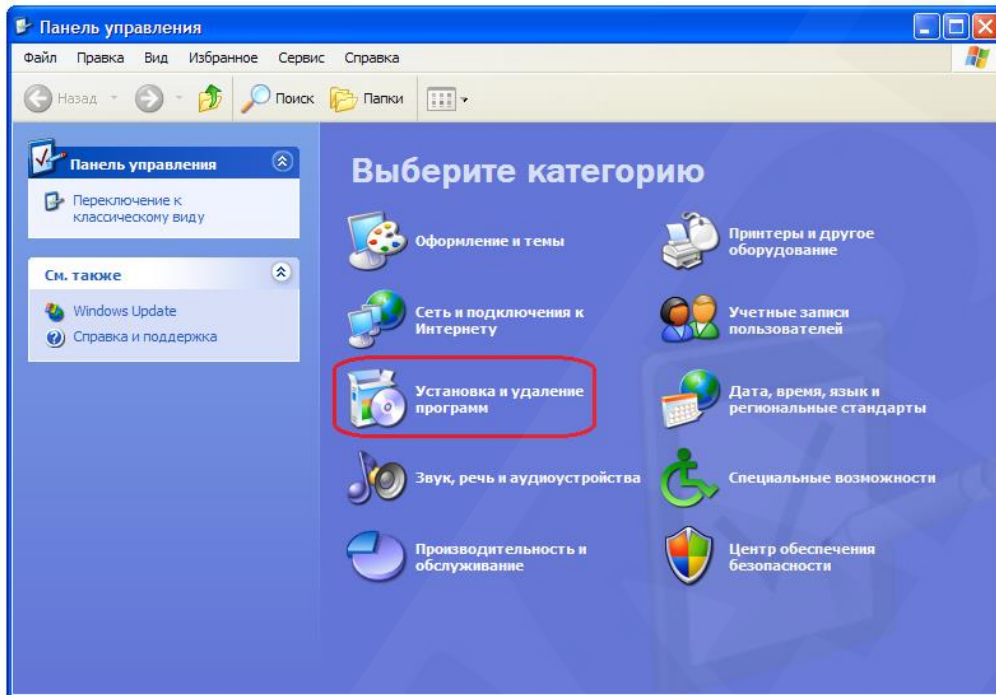 Панель управления
Файл Правка Вид Избранное Сервис Справка
Назад Поиск Папки
Панель управления
Переключение к
классическому виду
См. также
Windows Update
Справка и поддержка
Выберите категорию
Оформление и темы
Принтеры и другое
оборудование
Сеть и подключения к
Интернету
Учетные записи
пользователей
Установка и удаление
программ
Дата, время, язык и
региональные стандарты
Звук, речь и аудиоустройства
Специальные возможности
Производительность и
обслуживание
Центр обеспечения
безопасности